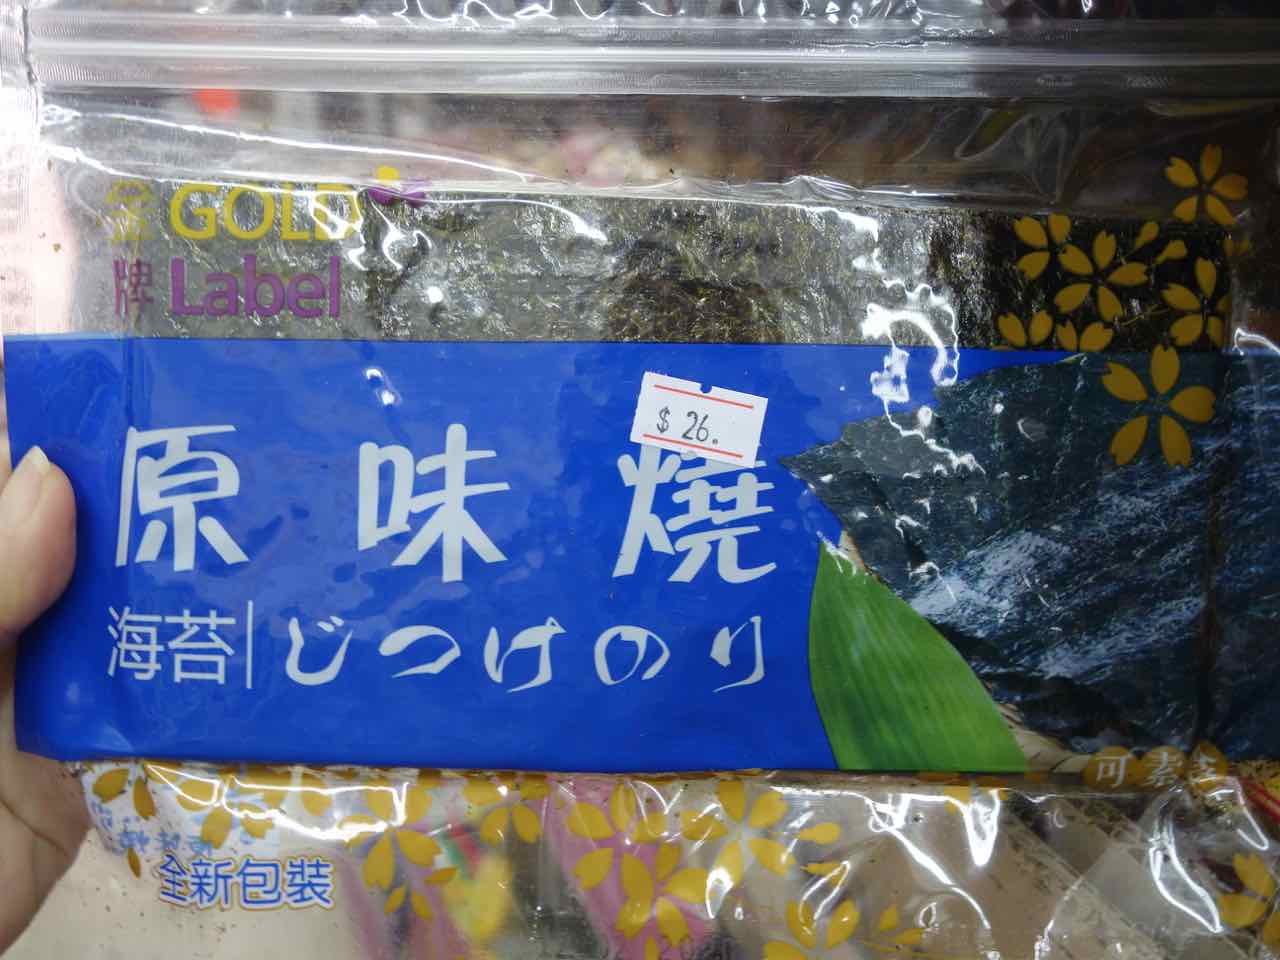 金 GOLD
牌 Label
$ 26.
原味燒
海苔|じつけのり
可素食
全新包裝